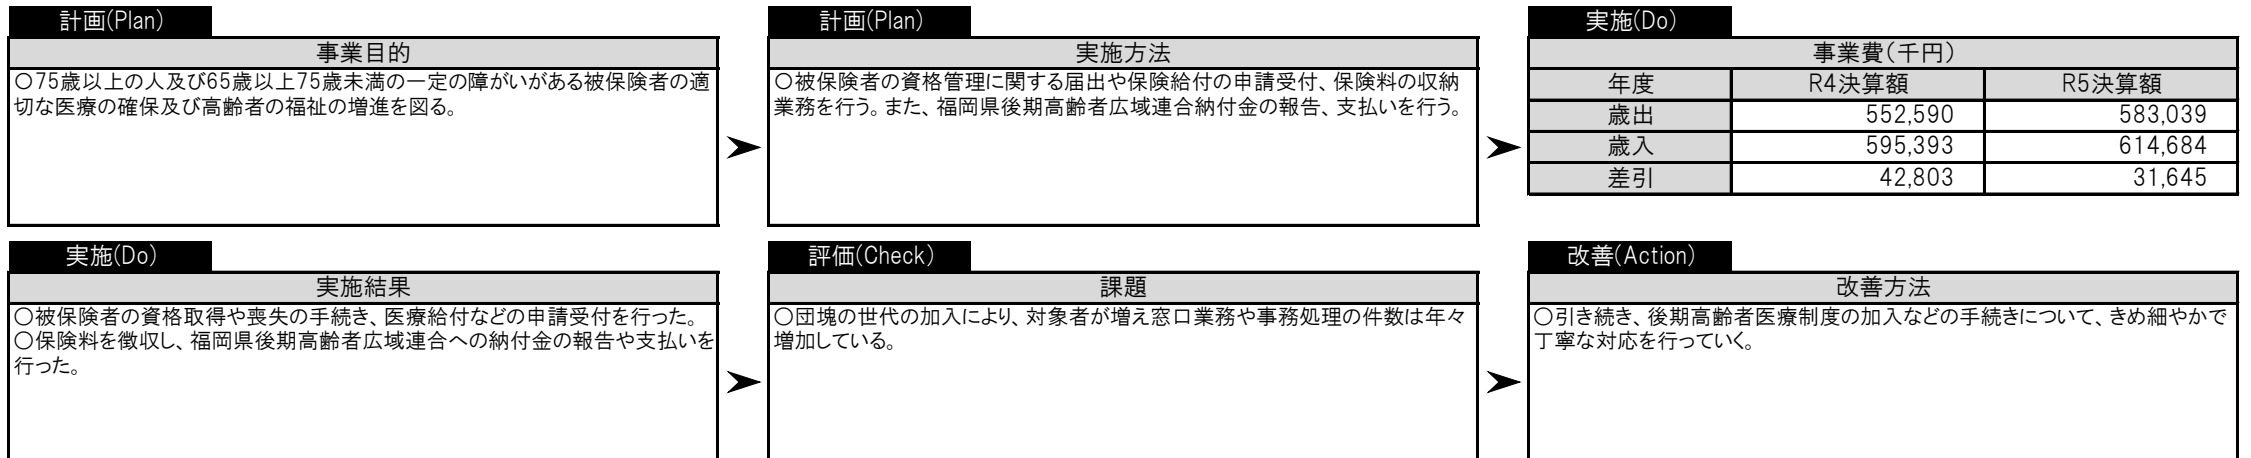 計画(Plan)
事業目的
○75歳以上の人及び65歳以上75歳未満の一定の障がいがある被保険者の適
切な医療の確保及び高齢者の福祉の増進を図る。
計画(Plan)
実施方法
○被保険者の資格管理に関する届出や保険給付の申請受付、保険料の収納
業務を行う。また、福岡県後期高齢者広域連合納付金の報告、支払いを行う。
実施(Do)
事業費(千円)
年度 R4決算額 R5決算額
歳出 552,590 583,039
歳入 595,393 614,684
差引 42,803 31,645
実施(Do)
実施結果
○被保険者の資格取得や喪失の手続き、医療給付などの申請受付を行った。
○保険料を徴収し、福岡県後期高齢者広域連合への納付金の報告や支払いを
行った。
評価(Check)
課題
○団塊の世代の加入により、対象者が増え窓口業務や事務処理の件数は年々
増加している。
改善(Action)
改善方法
○引き続き、後期高齢者医療制度の加入などの手続きについて、きめ細やかで
丁寧な対応を行っていく。